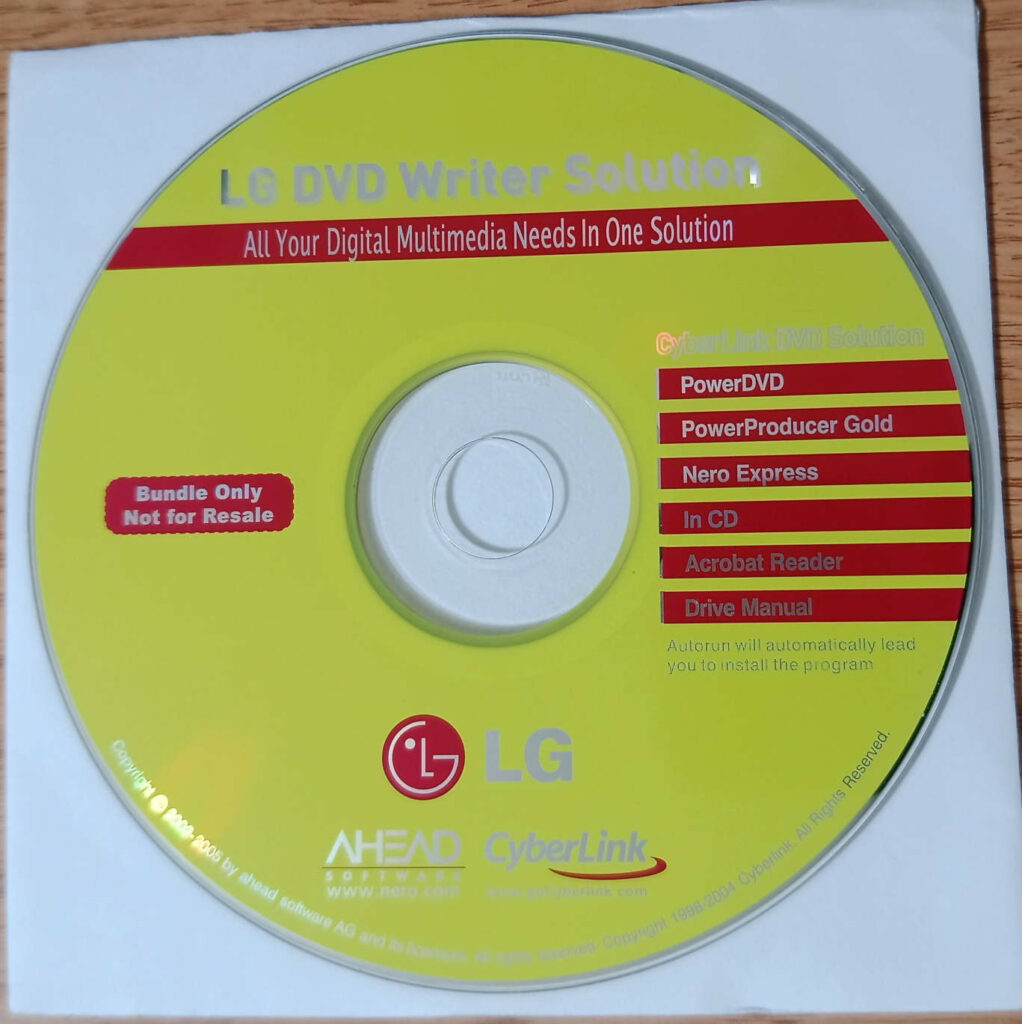 LG DVD Writer Solution
All Your Digital Multimedia Needs In One Solution
CyberLink DVD Solution
PowerDVD
PowerProducer Gold
Nero Express
In CD
Acrobat Reader
Drive Manual
Autorun will automatically lead
you to install the program
Bundle Only
Not for Resale
LG
AHEAD
SOFTWARE
www.nero.com
CyberLink
Copyright © 2005 by ahead software AG and its licensors. All rights reserved. Copyright 1998-2004 Cyberlink. All Rights Reserved.